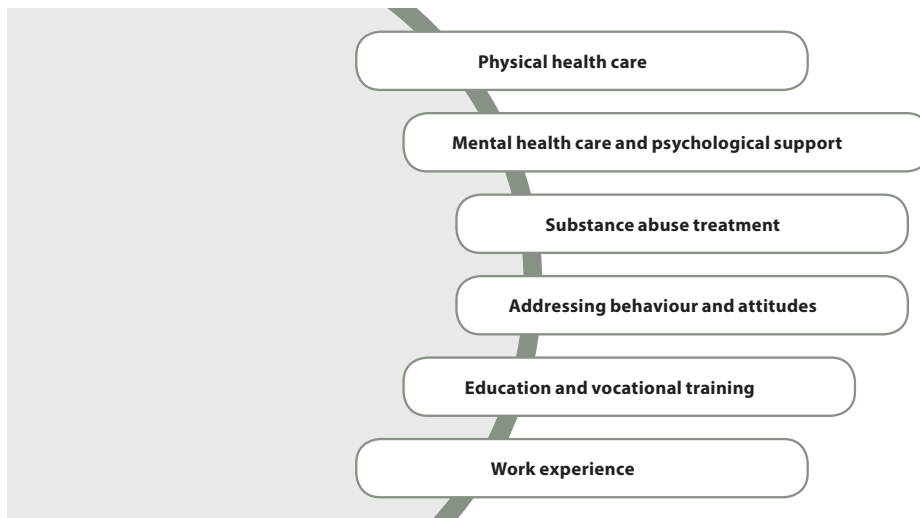 Physical health care
Mental health care and psychological support
Substance abuse treatment
Addressing behaviour and attitudes
Education and vocational training
Work experience